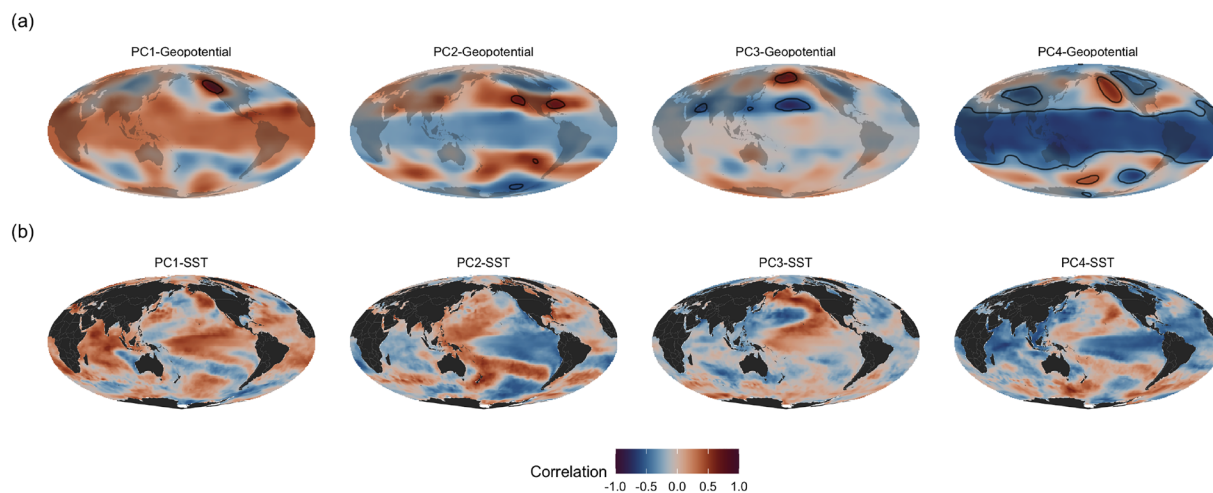 (a)
PC1-Geopotential PC2-Geopotential PC3-Geopotential PC4-Geopotential
(b)
PC1-SST PC2-SST PC3-SST PC4-SST
Correlation
-1.0 -0.5 0.0 0.5 1.0